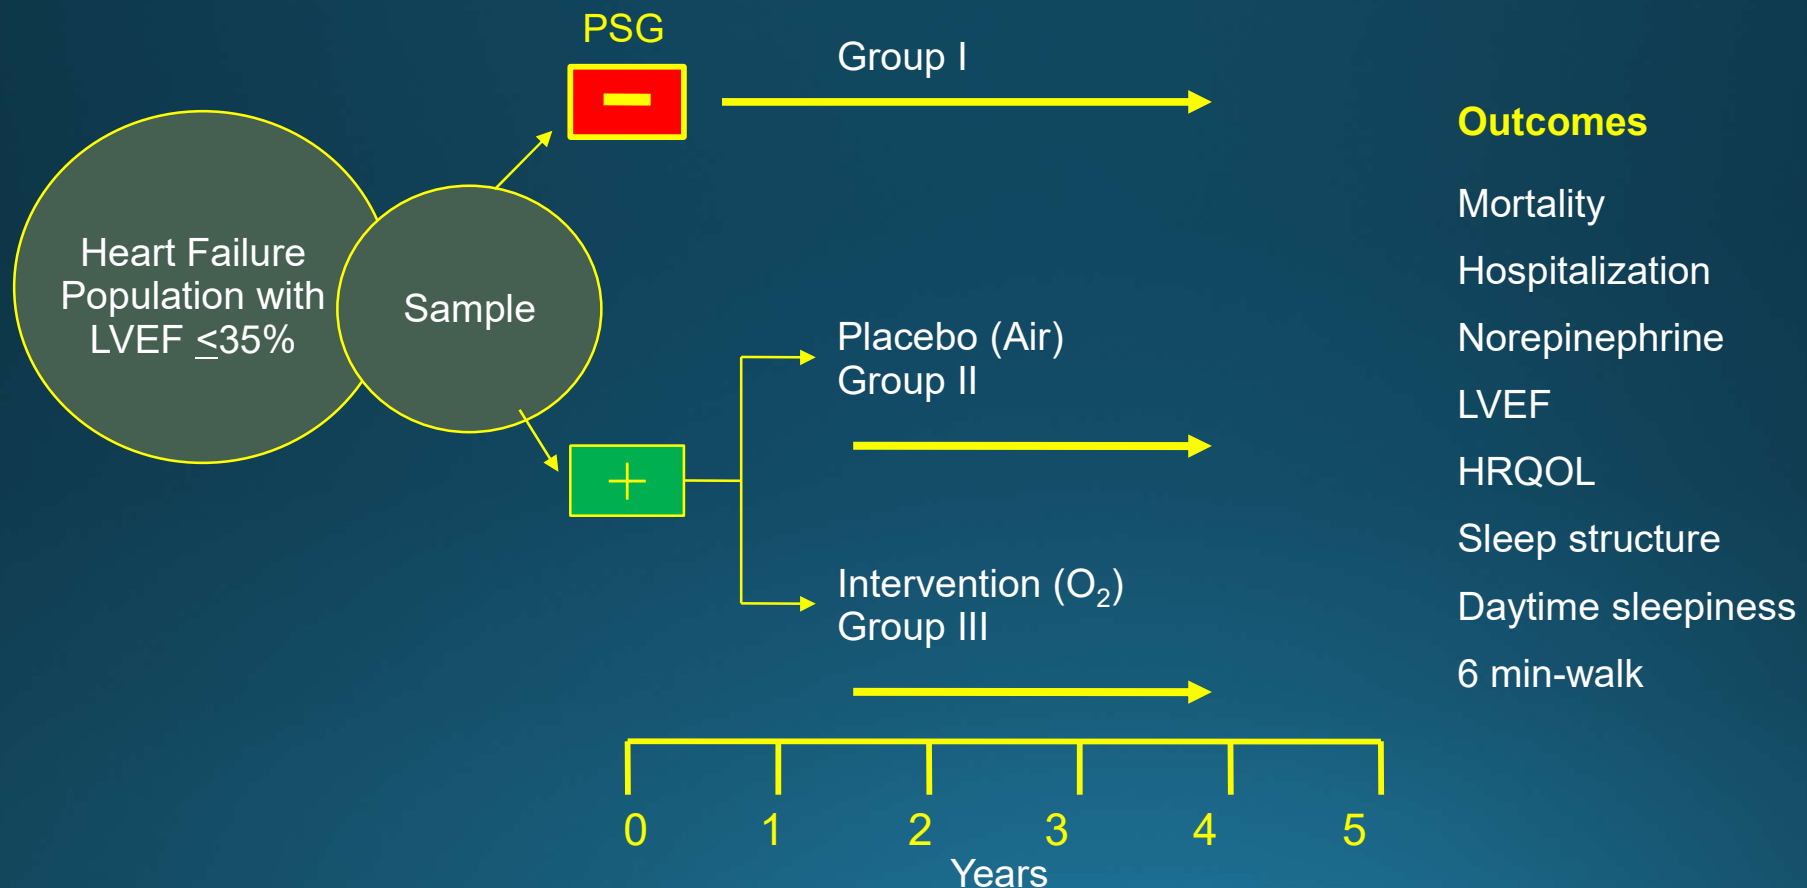 PSG
−
Group I
Heart Failure
Population with
LVEF ≤35%
Sample
+
Placebo (Air)
Group II
Intervention (O₂)
Group III
0 1 2 3 4 5
Years
Outcomes
Mortality
Hospitalization
Norepinephrine
LVEF
HRQOL
Sleep structure
Daytime sleepiness
6 min-walk